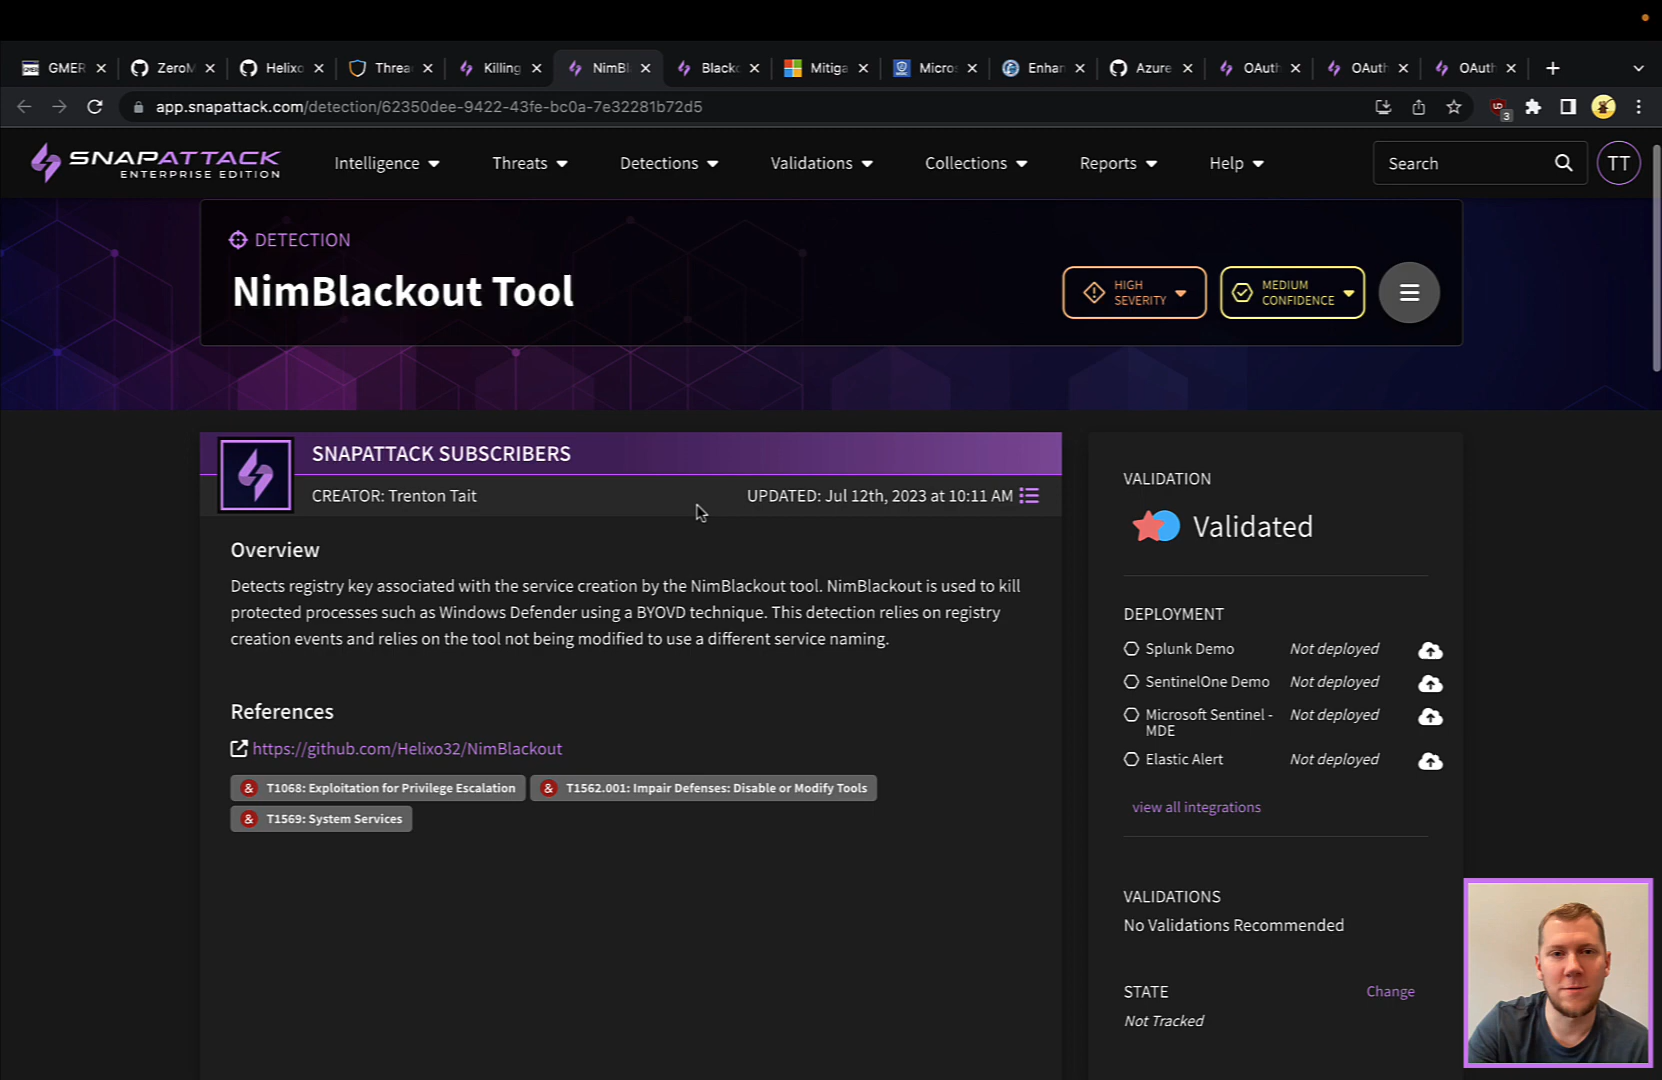 GMER
ZeroM
Helixo
Threa
Killing
NimBl
Blacko
Mitiga
Micros
Enhan
Azure
OAuth
OAuth
OAuth
app.snapattack.com/detection/62350dee-9422-43fe-bc0a-7e32281b72d5
3
SNAPATTACK
ENTERPRISE EDITION
Intelligence
Threats
Detections
Validations
Collections
Reports
Help
Search
TT
DETECTION
NimBlackout Tool
HIGH
SEVERITY
MEDIUM
CONFIDENCE
SNAPATTACK SUBSCRIBERS
CREATOR: Trenton Tait
UPDATED: Jul 12th, 2023 at 10:11 AM
Overview
Detects registry key associated with the service creation by the NimBlackout tool. NimBlackout is used to kill
protected processes such as Windows Defender using a BYOVD technique. This detection relies on registry
creation events and relies on the tool not being modified to use a different service naming.
References
https://github.com/Helixo32/NimBlackout
& T1068: Exploitation for Privilege Escalation
& T1562.001: Impair Defenses: Disable or Modify Tools
& T1569: System Services
VALIDATION
Validated
DEPLOYMENT
Splunk Demo Not deployed
SentinelOne Demo Not deployed
Microsoft Sentinel - Not deployed
MDE
Elastic Alert Not deployed
view all integrations
VALIDATIONS
No Validations Recommended
STATE Change
Not Tracked